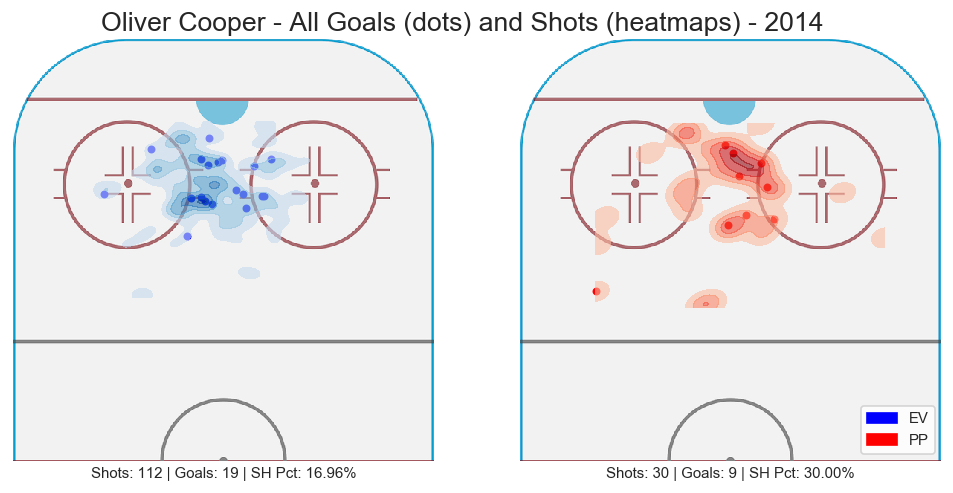 Oliver Cooper - All Goals (dots) and Shots (heatmaps) - 2014
EV
PP
Shots: 112 | Goals: 19 | SH Pct: 16.96%
Shots: 30 | Goals: 9 | SH Pct: 30.00%